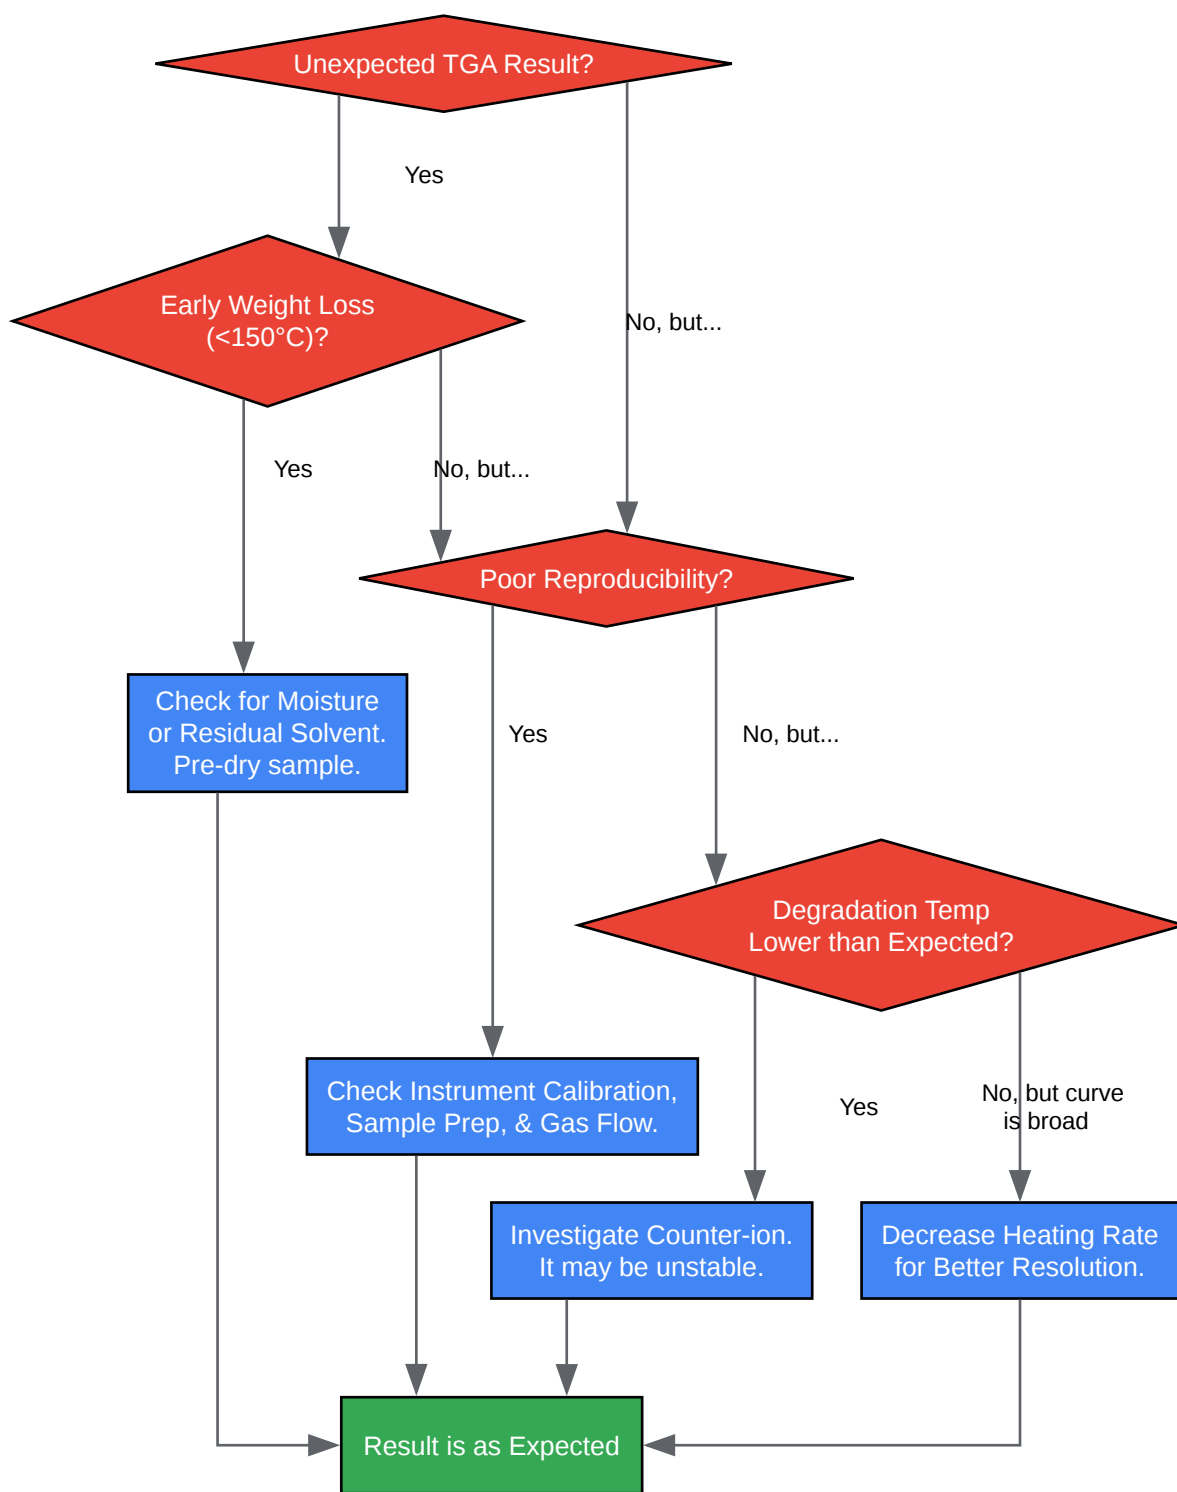 Unexpected TGA Result?
Yes
Early Weight Loss
(<150°C)?
No, but...
Yes
No, but...
Poor Reproducibility?
Check for Moisture
or Residual Solvent.
Pre-dry sample.
Yes
No, but...
Degradation Temp
Lower than Expected?
Check Instrument Calibration,
Sample Prep, & Gas Flow.
Yes
No, but curve
is broad
Investigate Counter-ion.
It may be unstable.
Decrease Heating Rate
for Better Resolution.
Result is as Expected